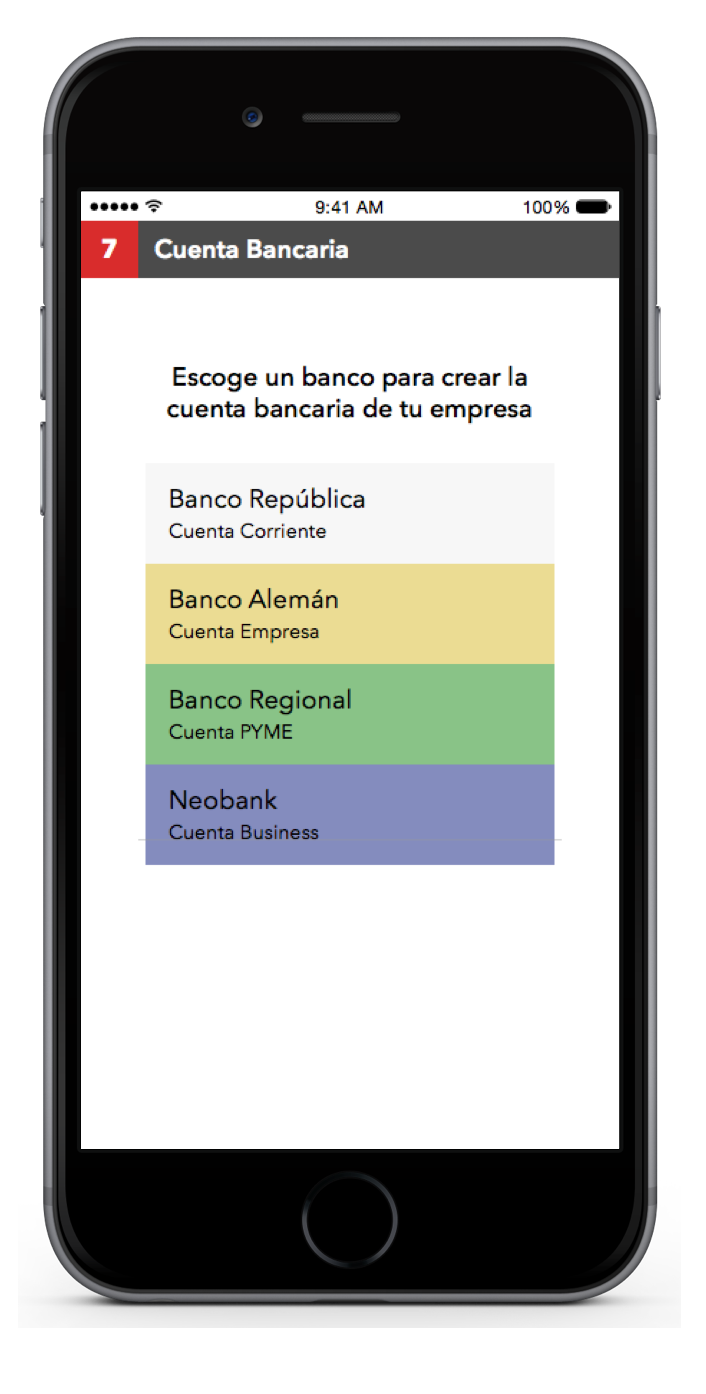 9:41 AM
100%
7 Cuenta Bancaria
Escoge un banco para crear la
cuenta bancaria de tu empresa
Banco República
Cuenta Corriente
Banco Alemán
Cuenta Empresa
Banco Regional
Cuenta PYME
Neobank
Cuenta Business